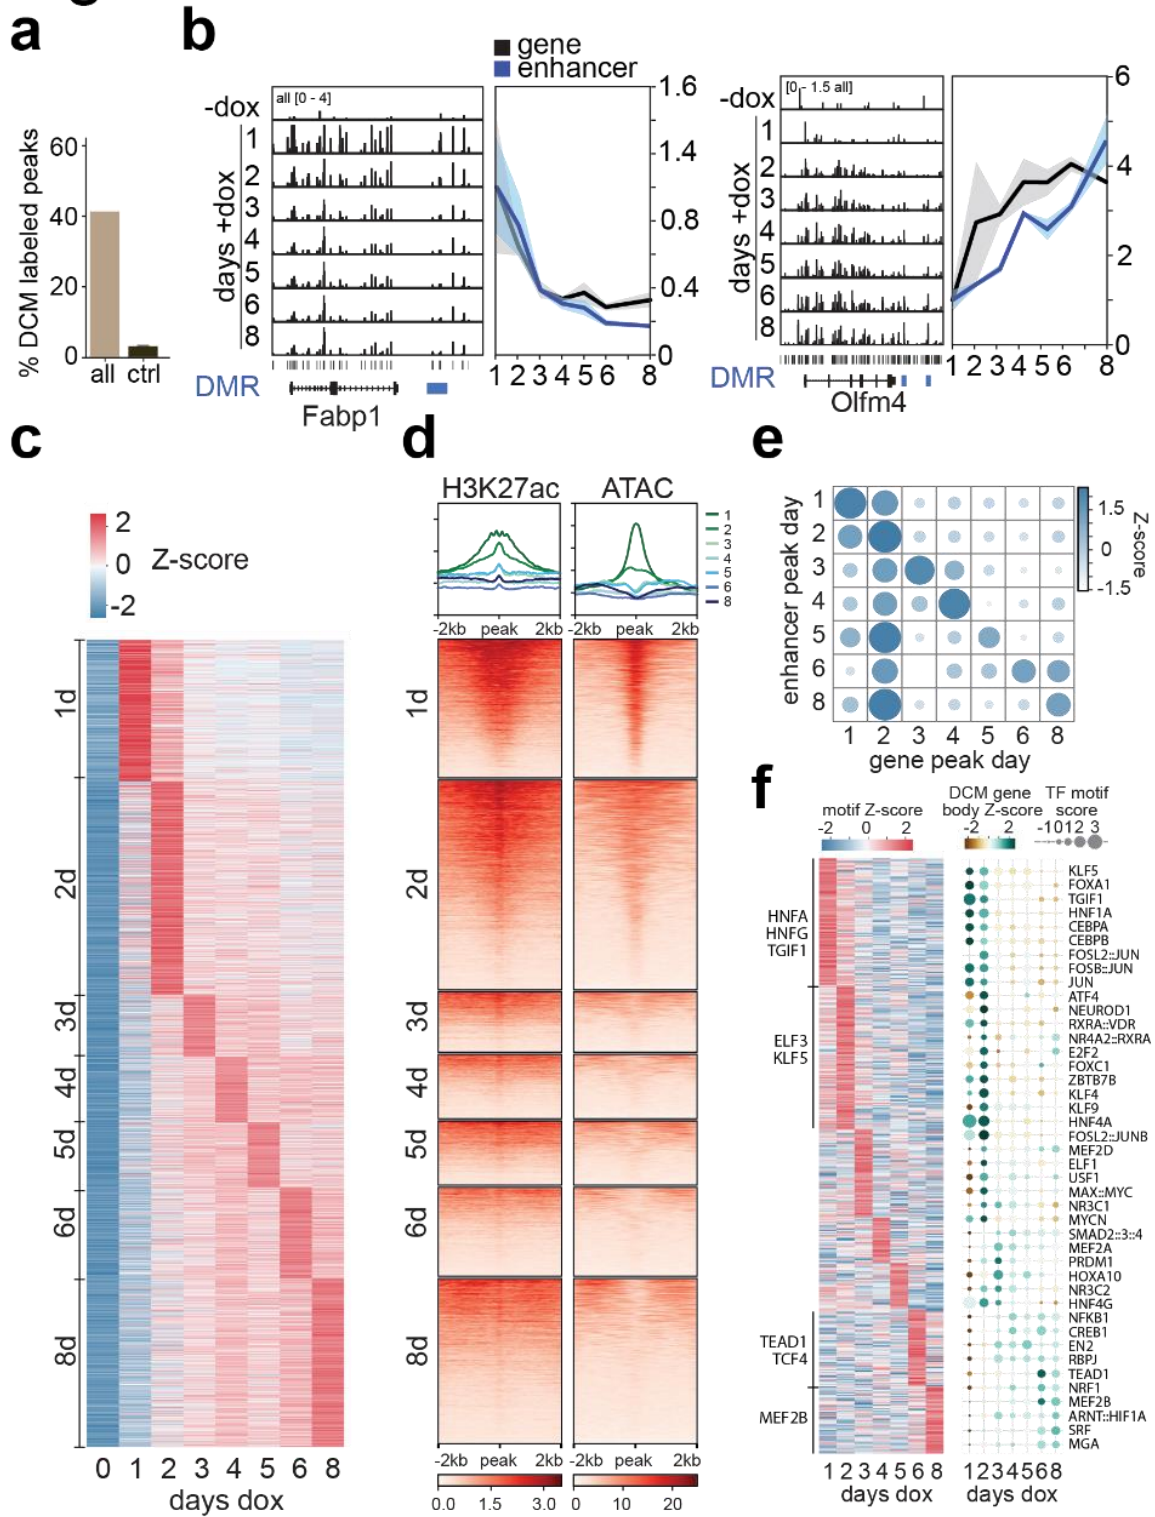 a
% DCM labeled peaks
60
40
20
0
all ctrl
b
gene
enhancer
all [0 - 4]
-dox
days +dox
1
2
3
4
5
6
8
DMR
Fabp1
1.6
1.4
0.8
0.4
0
1 2 3 4 5 6 8
[0 - 1.5 all]
-dox
days +dox
1
2
3
4
5
6
8
DMR
Olfm4
6
4
2
0
1 2 3 4 5 6 8
c
2
0
-2
Z-score
1d
2d
3d
4d
5d
6d
8d
0 1 2 3 4 5 6 8
days dox
d
H3K27ac ATAC
1
2
3
4
5
6
8
-2kb peak 2kb -2kb peak 2kb
1d
2d
3d
4d
5d
6d
8d
-2kb peak 2kb -2kb peak 2kb
0.0 1.5 3.0 0 10 20
e
enhancer peak day
1
2
3
4
5
6
8
1 2 3 4 5 6 8
gene peak day
1.5
0
-1.5
Z-score
f
motif Z-score
-2 0 2
DCM gene
body Z-score
-2 2
TF motif
score
-1 0 1 2 3
HNFA
HNFG
TGIF1
ELF3
KLF5
TEAD1
TCF4
MEF2B
KLF5
FOXA1
TGIF1
HNF1A
CEBPA
CEBPB
FOSL2::JUN
FOSB::JUN
JUN
ATF4
NEUROD1
RXRA::VDR
NR4A2::RXRA
E2F2
FOXC1
ZBTB7B
KLF4
KLF9
HNF4A
FOSL2::JUNB
MEF2D
ELF1
USF1
MAX::MYC
NR3C1
MYCN
SMAD2::3::4
MEF2A
PRDM1
HOXA10
NR3C2
HNF4G
NFKB1
CREB1
EN2
RBPJ
TEAD1
NRF1
MEF2B
ARNT::HIF1A
SRF
MGA
1 2 3 4 5 6 8 1 2 3 4 5 6 8
days dox days dox